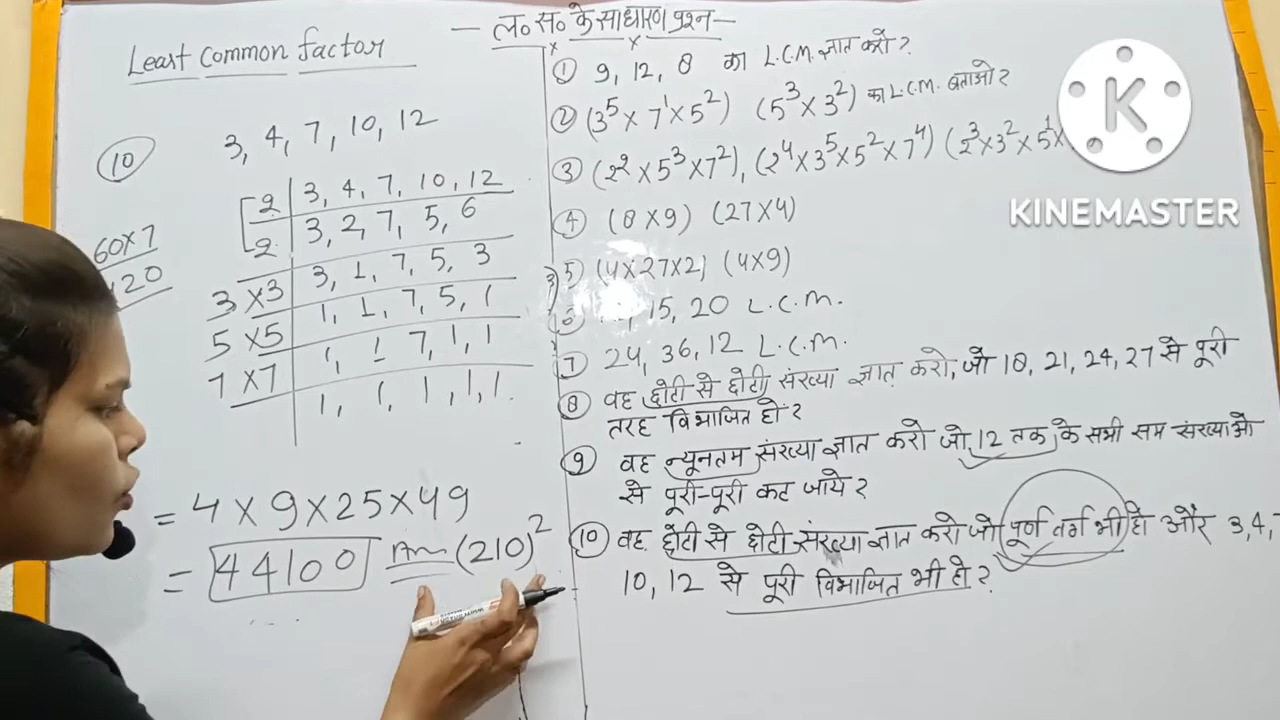 — ल० स० के साधारण प्रश्न —
Least common factor
⑩ 3, 4, 7, 10, 12
2 | 3, 4, 7, 10, 12
2 | 3, 2, 7, 5, 6
3 ×3 | 3, 1, 7, 5, 3
5 ×5 | 1, 1, 7, 5, 1
7 ×7 | 1, 1, 7, 1, 1
1, 1, 1, 1, 1.
60×7
120
= 4 × 9 × 25 × 49
= 44100 Ans (210)²
① 9, 12, 8 का L.C.M. ज्ञात करो ?
② (3⁵ × 7¹ × 5²) (5³ × 3²) का L.C.M. बताओ ?
③ (2² × 5³ × 7²), (2⁴ × 3⁵ × 5² × 7⁴) (2³ × 3² × 5¹ ×
④ (8 × 9) (27 × 4)
5) (4 × 27 × 2) (4 × 9)
15, 20 L.C.M.
⑦ 24, 36, 12 L.C.M.
⑧ वह छोटी से छोटी संख्या ज्ञात करो, जो 18, 21, 24, 27 से पूरी
तरह विभाजित हो ?
⑨ वह न्यूनतम संख्या ज्ञात करो जो 12 तक के सभी सम संख्याओ
से पूरी-पूरी कट जाये ?
⑩ वह छोटी से छोटी संख्या ज्ञात करो जो पूर्ण वर्ग भी हो और 3, 4,
10, 12 से पूरी विभाजित भी हो ?
K
KINEMASTER